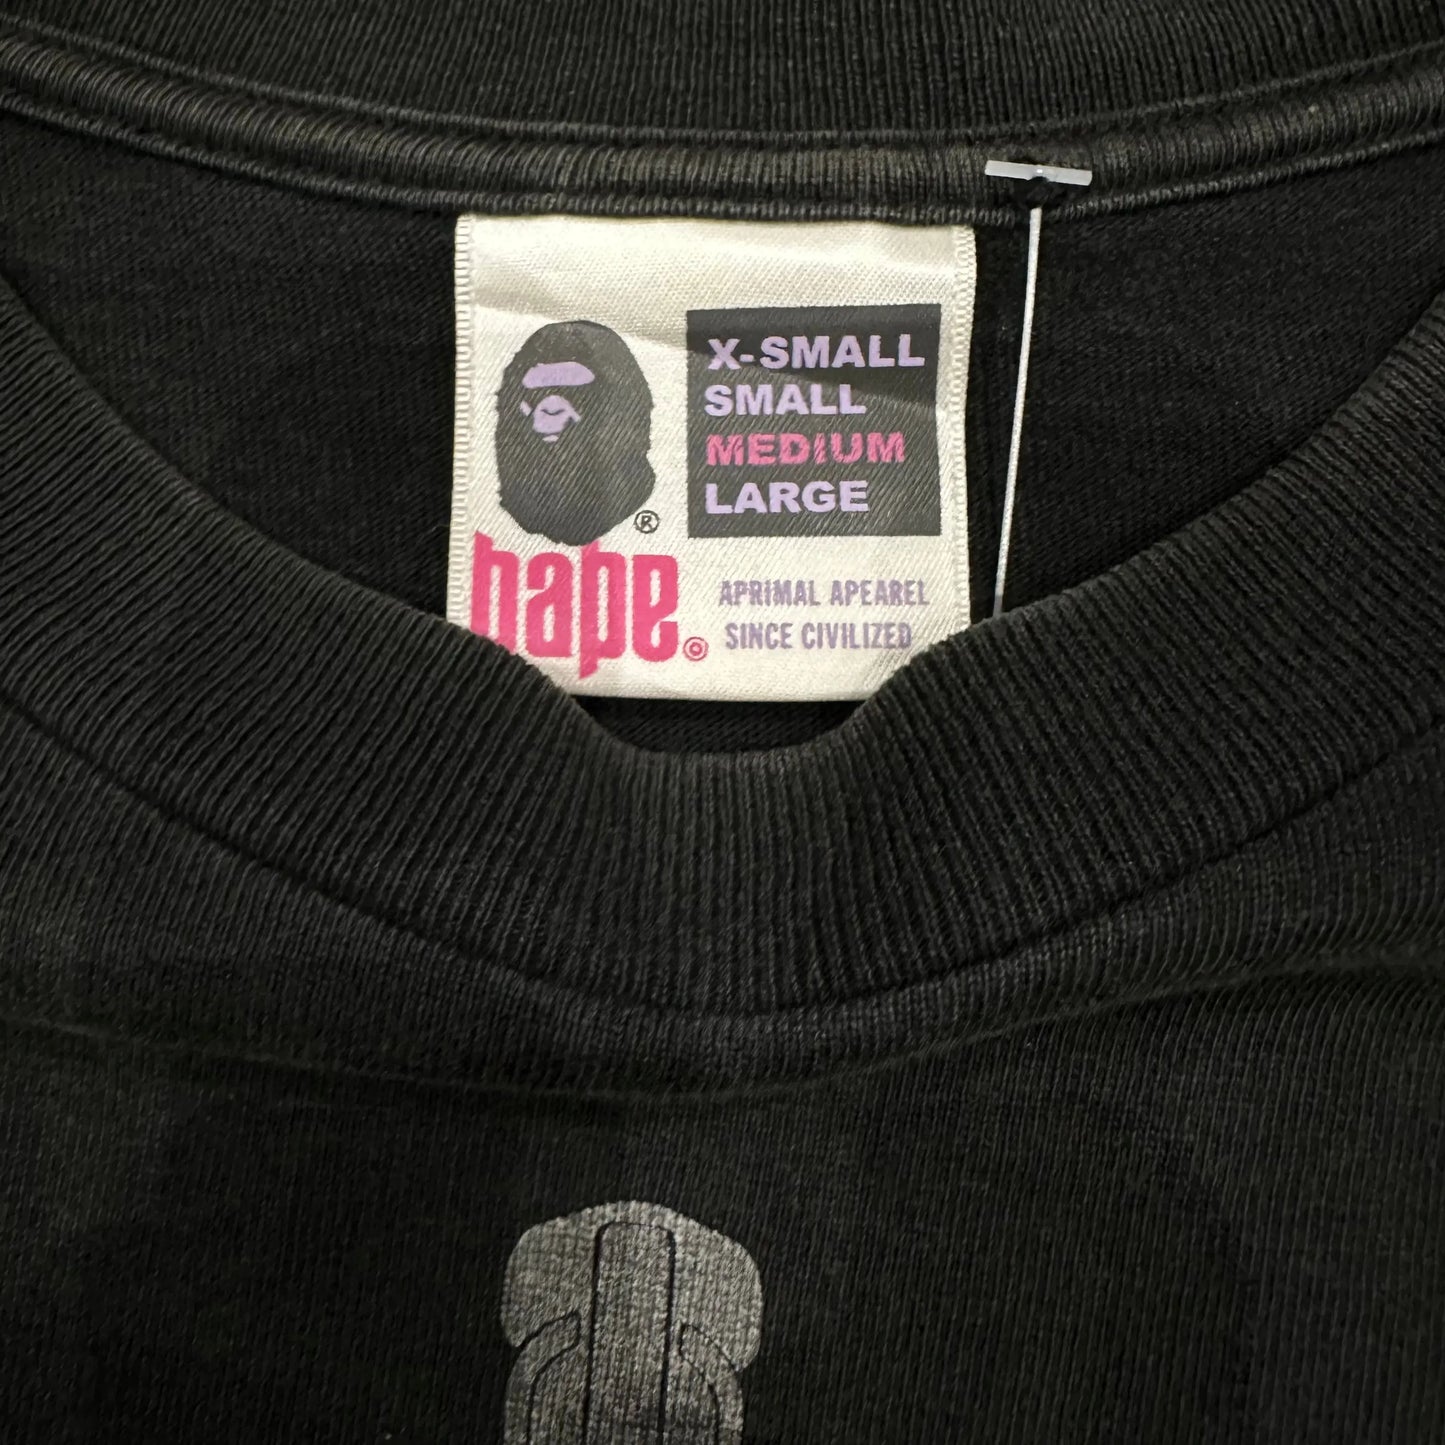 X-SMALL
SMALL
MEDIUM
LARGE
®
bape.©
APRIMAL APEAREL
SINCE CIVILIZED